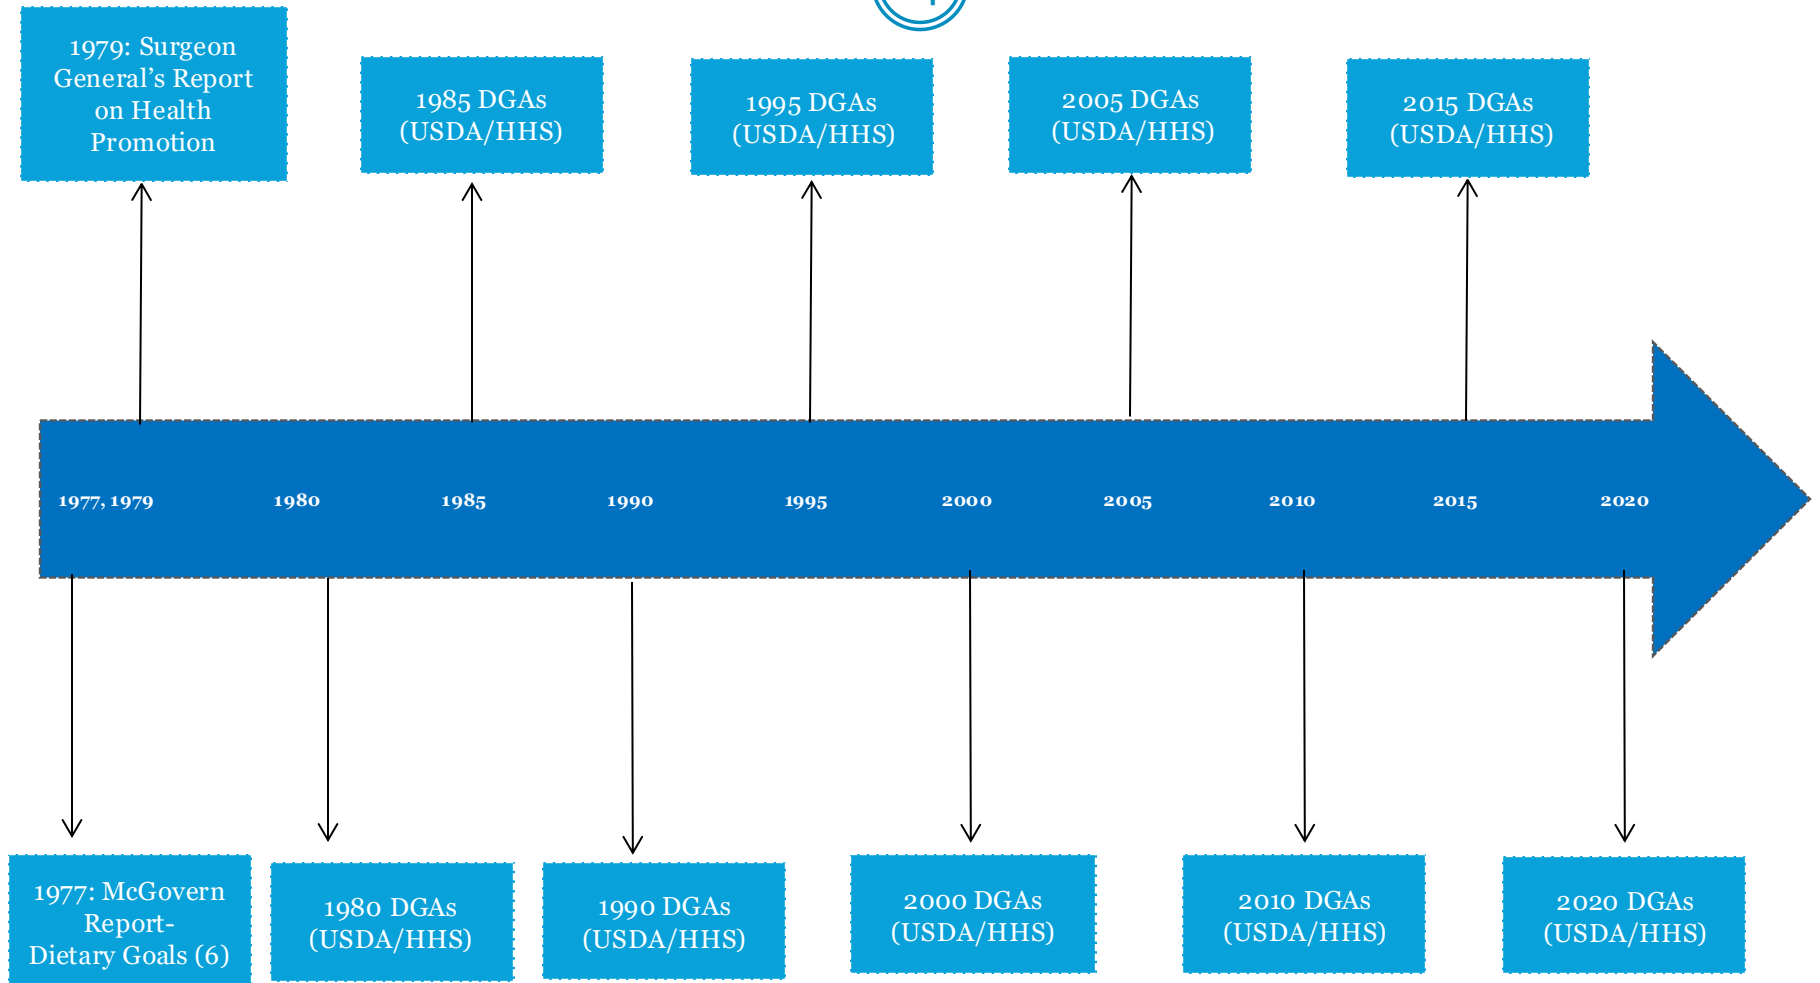 1979: Surgeon
General’s Report
on Health
Promotion
1985 DGAs
(USDA/HHS)
1995 DGAs
(USDA/HHS)
2005 DGAs
(USDA/HHS)
2015 DGAs
(USDA/HHS)
1977, 1979 1980 1985 1990 1995 2000 2005 2010 2015 2020
1977: McGovern
Report-
Dietary Goals (6)
1980 DGAs
(USDA/HHS)
1990 DGAs
(USDA/HHS)
2000 DGAs
(USDA/HHS)
2010 DGAs
(USDA/HHS)
2020 DGAs
(USDA/HHS)